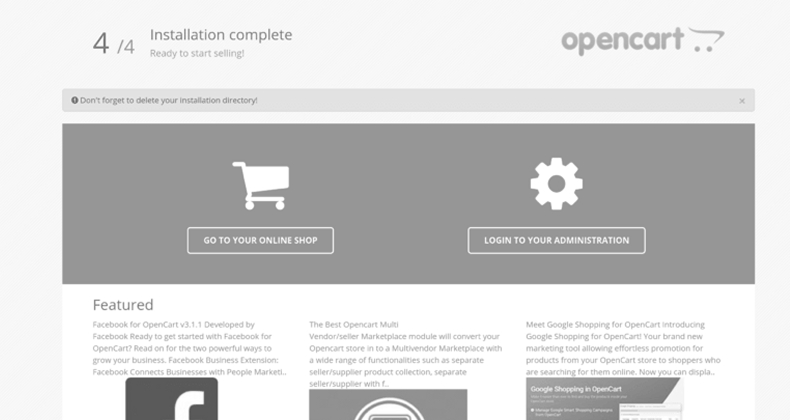 4 /4
Installation complete
Ready to start selling!
opencart
Don't forget to delete your installation directory!
×
GO TO YOUR ONLINE SHOP
LOGIN TO YOUR ADMINISTRATION
Featured
Facebook for OpenCart v3.1.1 Developed by
Facebook Ready to get started with Facebook for
OpenCart? Read on for the two powerful ways to
grow your business. Facebook Business Extension:
Facebook Connects Businesses with People Marketi..
The Best Opencart Multi
Vendor/seller Marketplace module will convert your
Opencart store in to a Multivendor Marketplace with
a wide range of functionalities such as separate
seller/supplier product collection, separate
seller/supplier with f..
Meet Google Shopping for OpenCart Introducing
Google Shopping for OpenCart! Your brand new
marketing tool allowing effortless promotion for
products from your OpenCart store to shoppers who
are searching for them online. Now you can displa..
Google Shopping in OpenCart